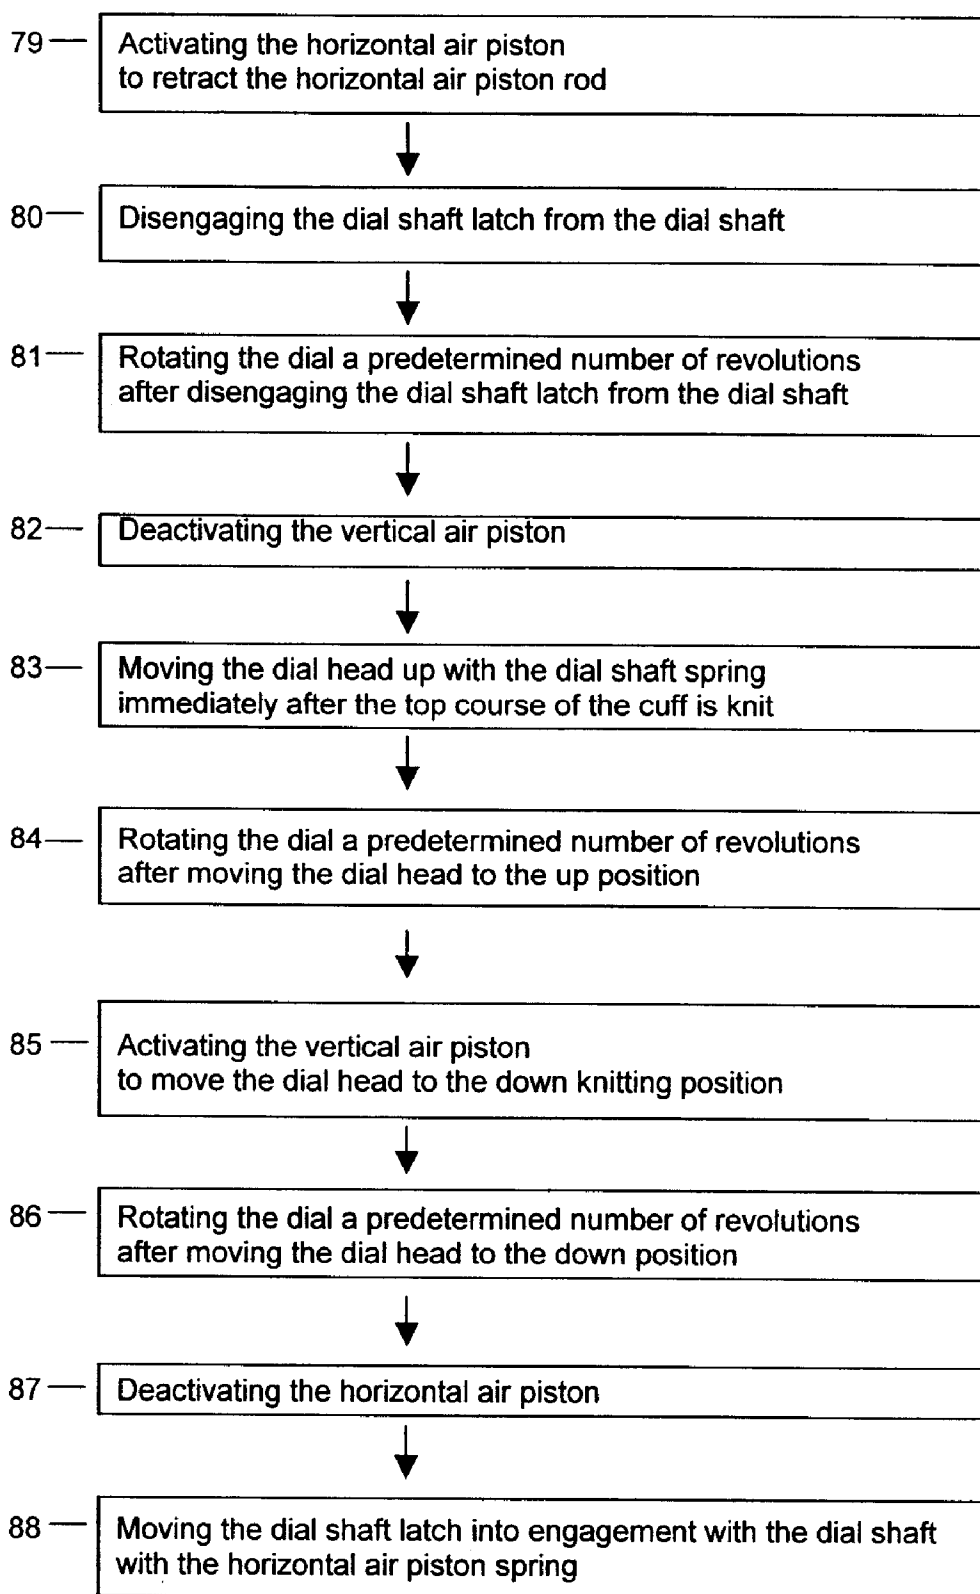 79 Activating the horizontal air piston
to retract the horizontal air piston rod
80 Disengaging the dial shaft latch from the dial shaft
81 Rotating the dial a predetermined number of revolutions
after disengaging the dial shaft latch from the dial shaft
82 Deactivating the vertical air piston
83 Moving the dial head up with the dial shaft spring
immediately after the top course of the cuff is knit
84 Rotating the dial a predetermined number of revolutions
after moving the dial head to the up position
85 Activating the vertical air piston
to move the dial head to the down knitting position
86 Rotating the dial a predetermined number of revolutions
after moving the dial head to the down position
87 Deactivating the horizontal air piston
88 Moving the dial shaft latch into engagement with the dial shaft
with the horizontal air piston spring